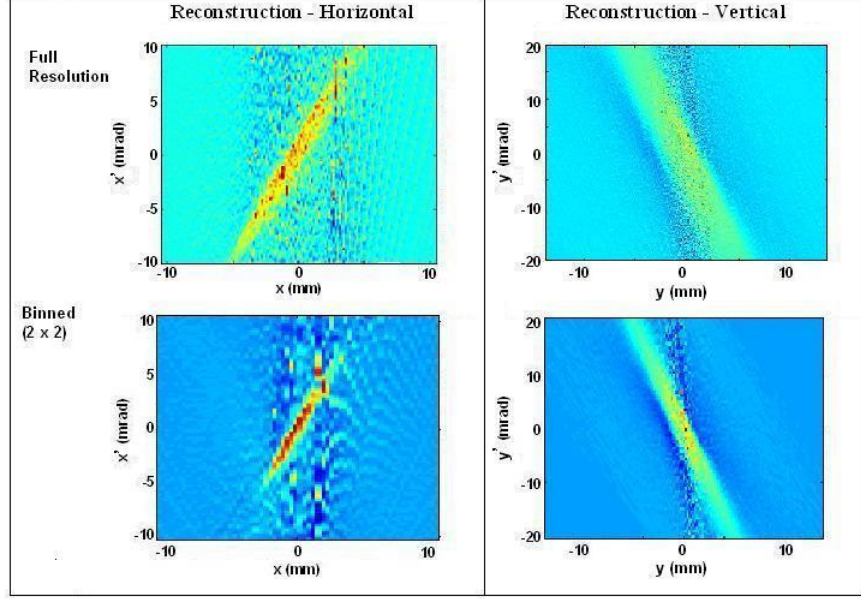 Reconstruction - Horizontal
Reconstruction - Vertical
Full
Resolution
10
5
0
-5
-10
x' (mrad)
-10
0
10
x (mm)
20
10
0
-10
-20
y' (mrad)
-10
0
10
y (mm)
Binned
(2 x 2)
10
5
0
-5
-10
x' (mrad)
-10
0
10
x (mm)
20
10
0
-10
-20
y' (mrad)
-10
0
10
y (mm)